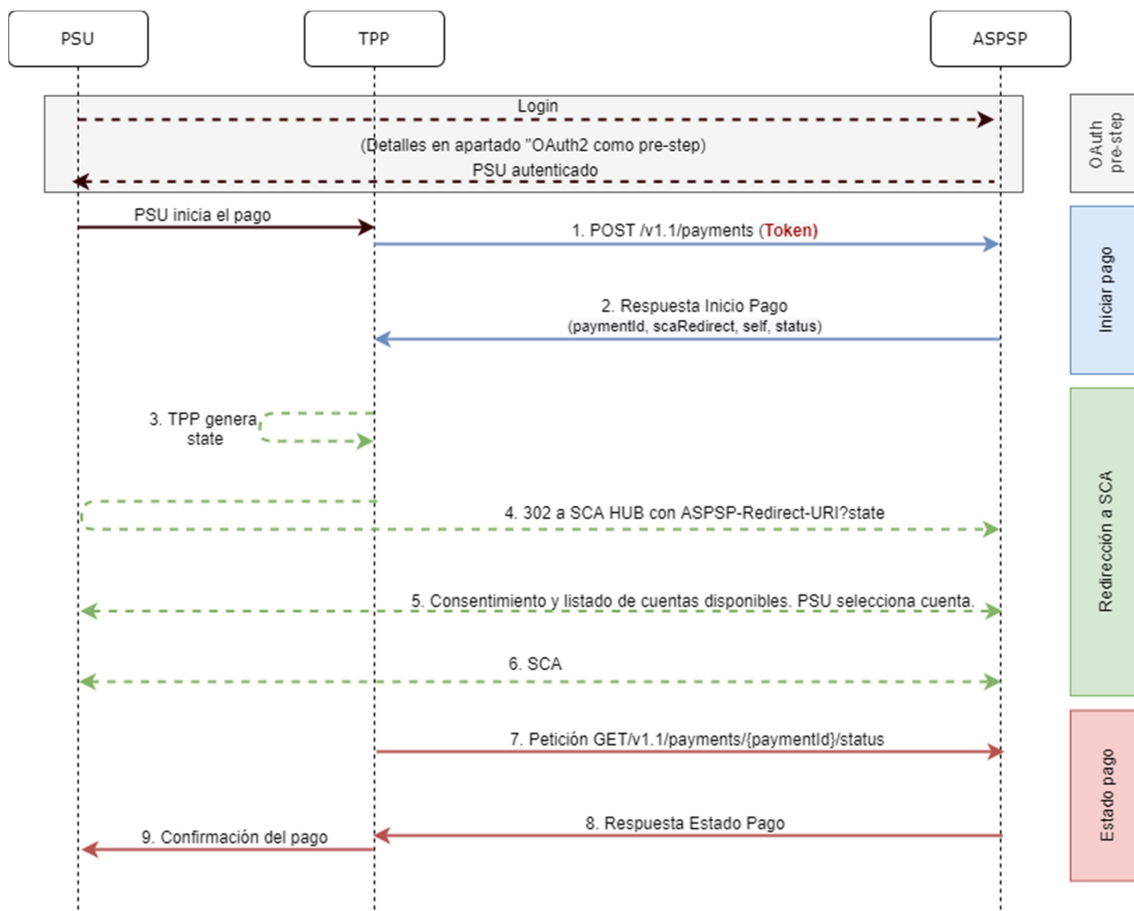 PSU
TPP
ASPSP
Login
(Detalles en apartado "OAuth2 como pre-step)
PSU autenticado
OAuth
pre-step
PSU inicia el pago
1. POST /v1.1/payments (Token)
2. Respuesta Inicio Pago
(paymentId, scaRedirect, self, status)
Iniciar pago
3. TPP genera
state
4. 302 a SCA HUB con ASPSP-Redirect-URI?state
5. Consentimiento y listado de cuentas disponibles. PSU selecciona cuenta.
6. SCA
Redirección a SCA
7. Petición GET/v1.1/payments/{paymentId}/status
8. Respuesta Estado Pago
9. Confirmación del pago
Estado pago